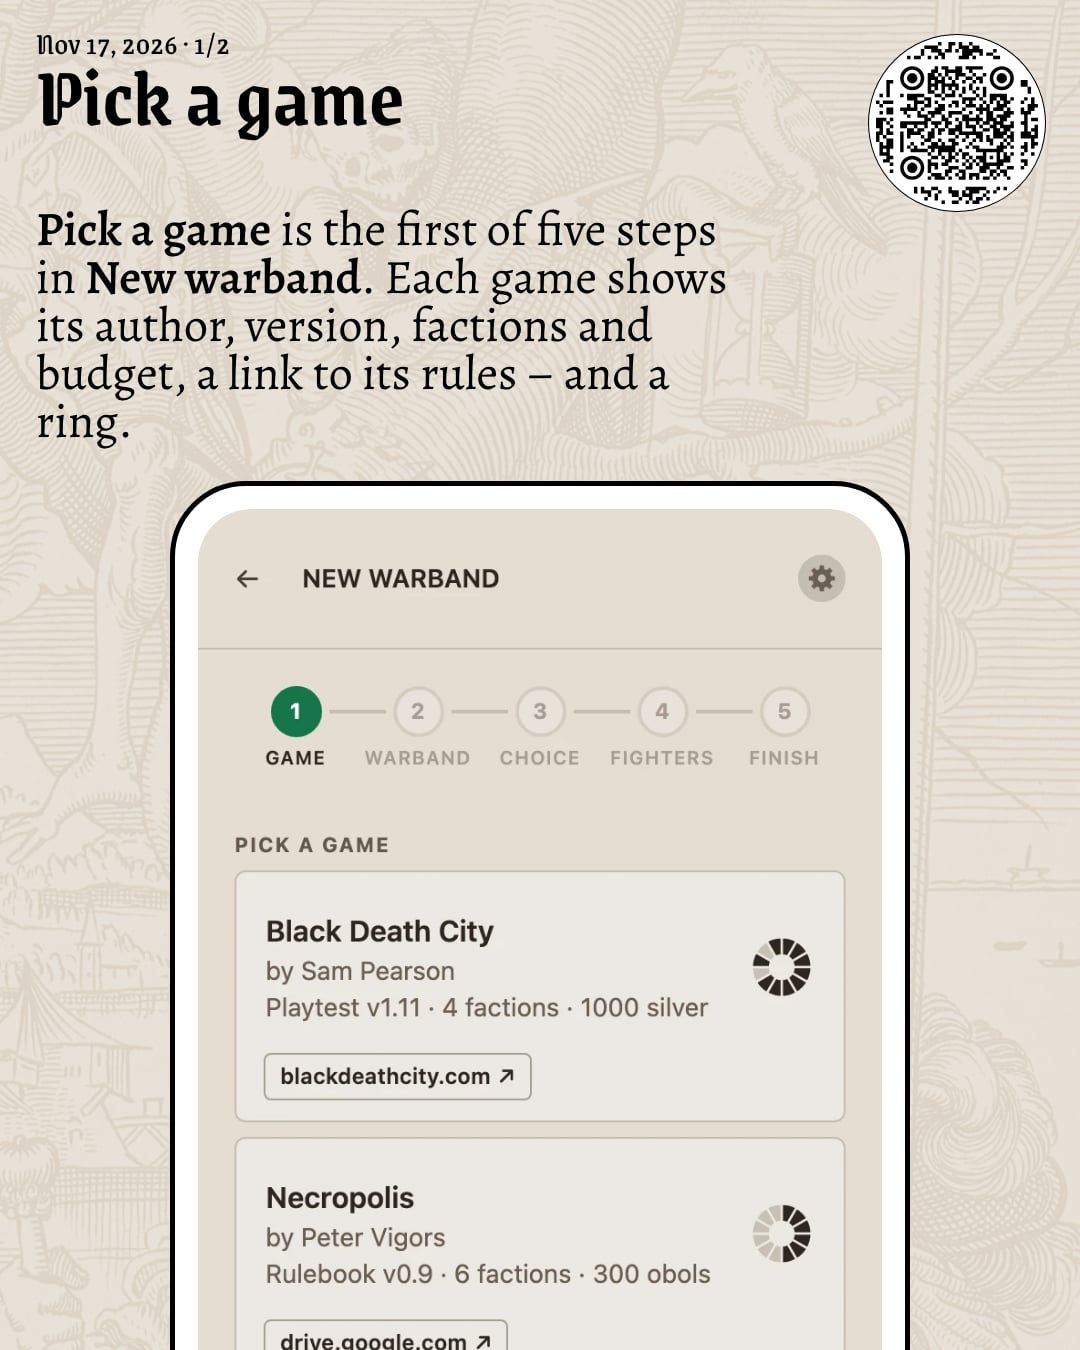 Nov 17, 2026 · 1/2
Pick a game
Pick a game is the first of five steps
in New warband. Each game shows
its author, version, factions and
budget, a link to its rules – and a
ring.
← NEW WARBAND
1 2 3 4 5
GAME WARBAND CHOICE FIGHTERS FINISH
PICK A GAME
Black Death City
by Sam Pearson
Playtest v1.11 · 4 factions · 1000 silver
blackdeathcity.com ↗
Necropolis
by Peter Vigors
Rulebook v0.9 · 6 factions · 300 obols
drive.google.com ↗